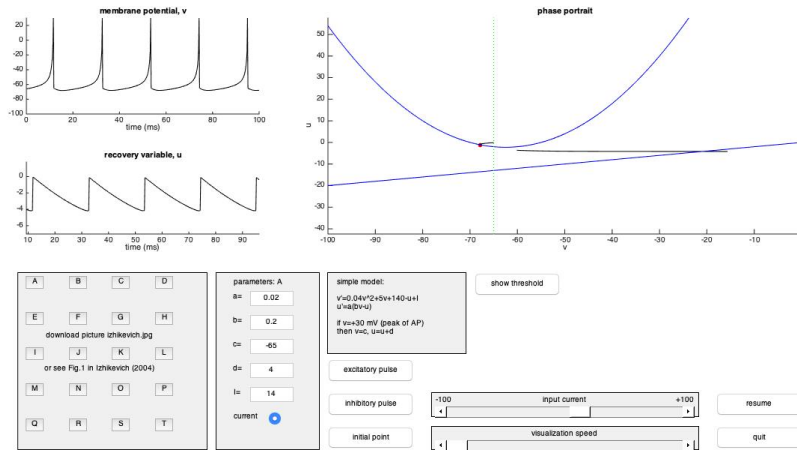 membrane potential, v
20
0
-20
-40
-60
-80
-100
0 20 40 60 80 100
time (ms)
recovery variable, u
0
-2
-4
-6
10 20 30 40 50 60 70 80 90
time (ms)
phase portrait
50
40
30
20
10
0
-10
-20
-30
-40
u
-100 -90 -80 -70 -60 -50 -40 -30 -20 -10 0
v
A B C D
E F G H
download picture izhikevich.jpg
I J K L
or see Fig.1 in Izhikevich (2004)
M N O P
Q R S T
parameters: A
a= 0.02
b= 0.2
c= -65
d= 4
I= 14
current
simple model:
v'=0.04v^2+5v+140-u+I
u'=a(bv-u)
if v=+30 mV (peak of AP)
then v=c, u=u+d
show threshold
excitatory pulse
inhibitory pulse
initial point
-100 input current +100
visualization speed
resume
quit